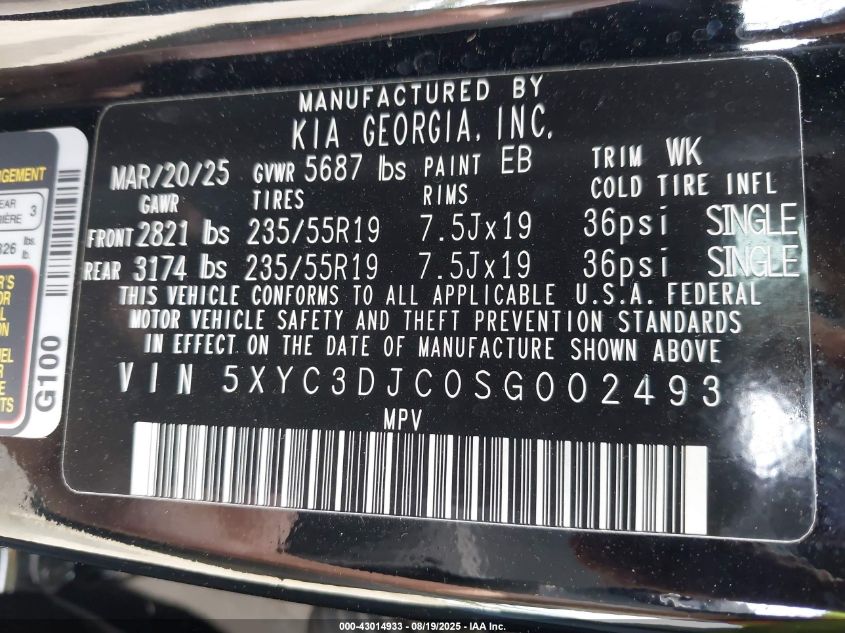 MANUFACTURED BY
KIA GEORGIA, INC.
MAR/20/25 GVWR 5687 lbs PAINT EB TRIM WK
GAWR TIRES RIMS COLD TIRE INFL
FRONT 2821 lbs 235/55R19 7.5Jx19 36psi SINGLE
REAR 3174 lbs 235/55R19 7.5Jx19 36psi SINGLE
THIS VEHICLE CONFORMS TO ALL APPLICABLE U.S.A. FEDERAL
MOTOR VEHICLE SAFETY AND THEFT PREVENTION STANDARDS
IN EFFECT ON THE DATE OF MANUFACTURE SHOWN ABOVE
VIN 5XYC3DJC0SG002493
MPV
3
lbs.
G100
000-43014933 - 08/19/2025 - IAA Inc.